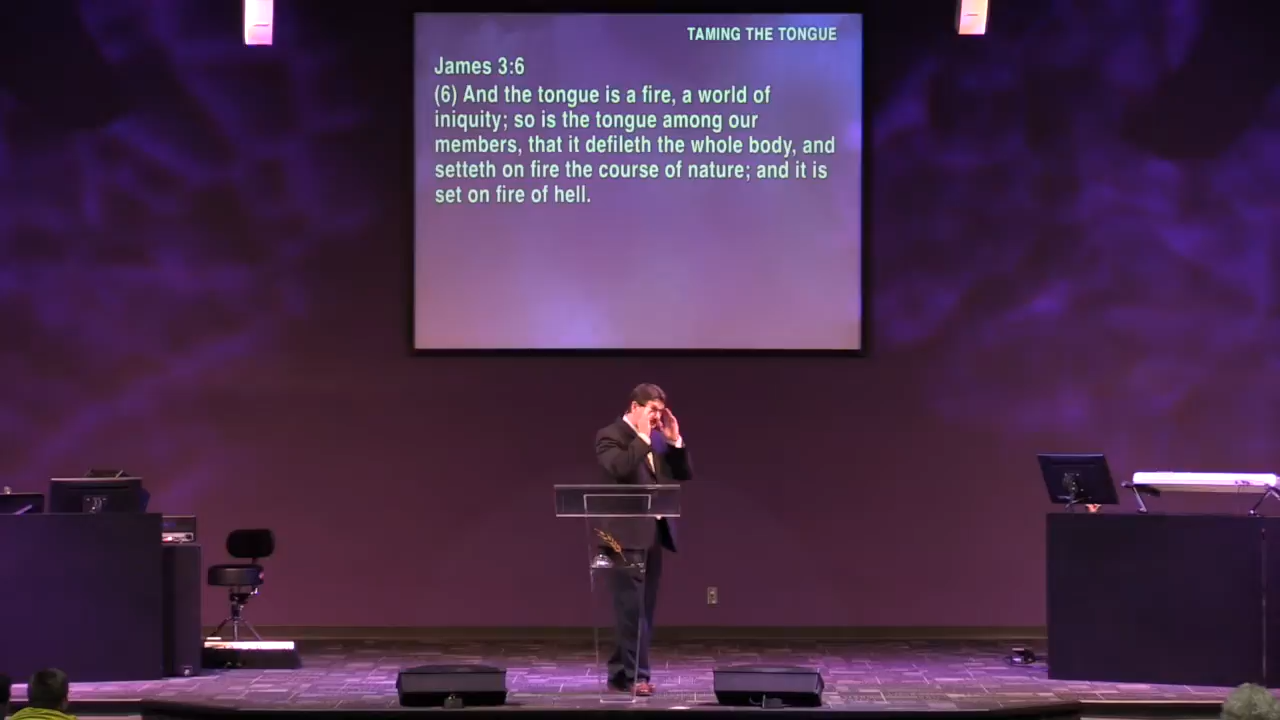 TAMING THE TONGUE
James 3:6
(6) And the tongue is a fire, a world of
iniquity; so is the tongue among our
members, that it defileth the whole body, and
setteth on fire the course of nature; and it is
set on fire of hell.